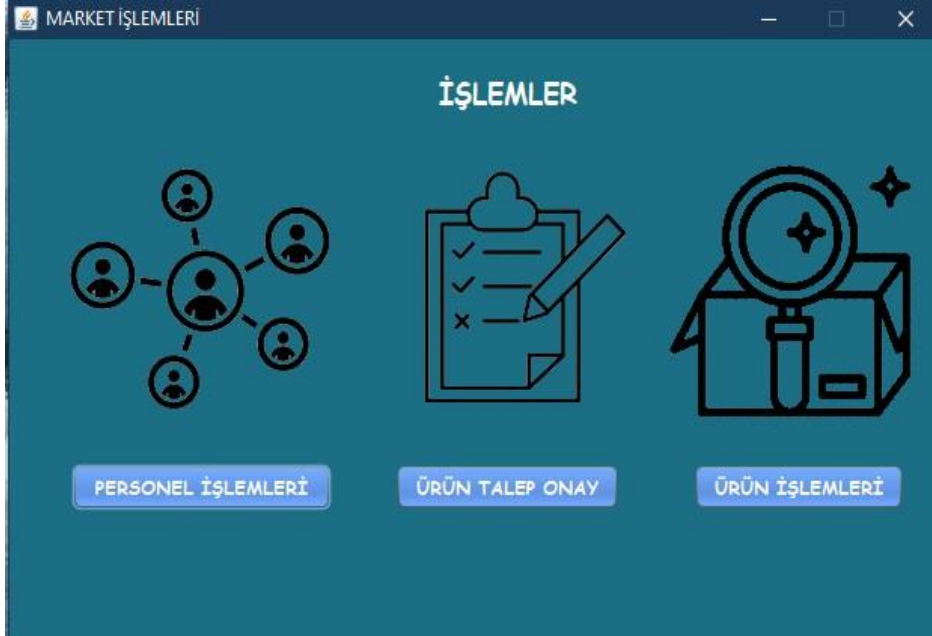 MARKET İŞLEMLERİ
İŞLEMLER
PERSONEL İŞLEMLERİ
ÜRÜN TALEP ONAY
ÜRÜN İŞLEMLERİ